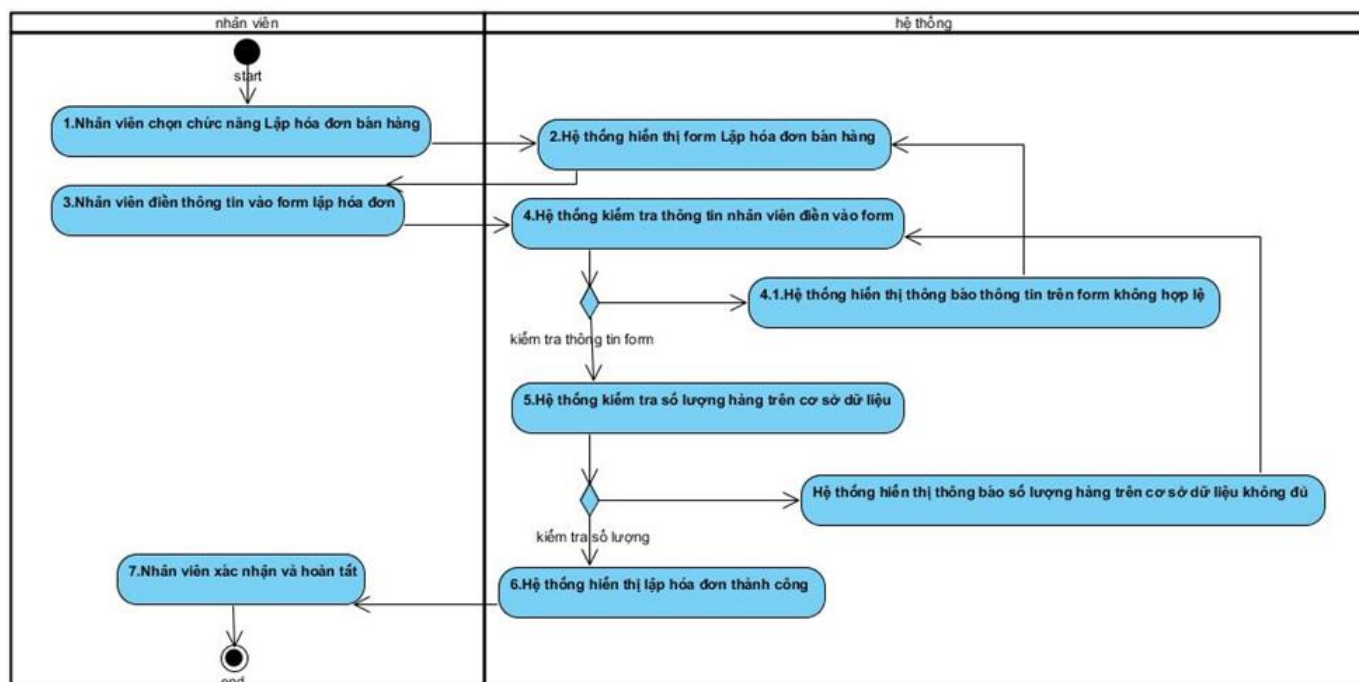 nhân viên
hệ thống
start
1.Nhân viên chọn chức năng Lập hóa đơn bán hàng
2.Hệ thống hiển thị form Lập hóa đơn bán hàng
3.Nhân viên điền thông tin vào form lập hóa đơn
4.Hệ thống kiểm tra thông tin nhân viên điền vào form
4.1.Hệ thống hiển thị thông báo thông tin trên form không hợp lệ
kiểm tra thông tin form
5.Hệ thống kiểm tra số lượng hàng trên cơ sở dữ liệu
Hệ thống hiển thị thông báo số lượng hàng trên cơ sở dữ liệu không đủ
kiểm tra số lượng
7.Nhân viên xác nhận và hoàn tất
6.Hệ thống hiển thị lập hóa đơn thành công
end